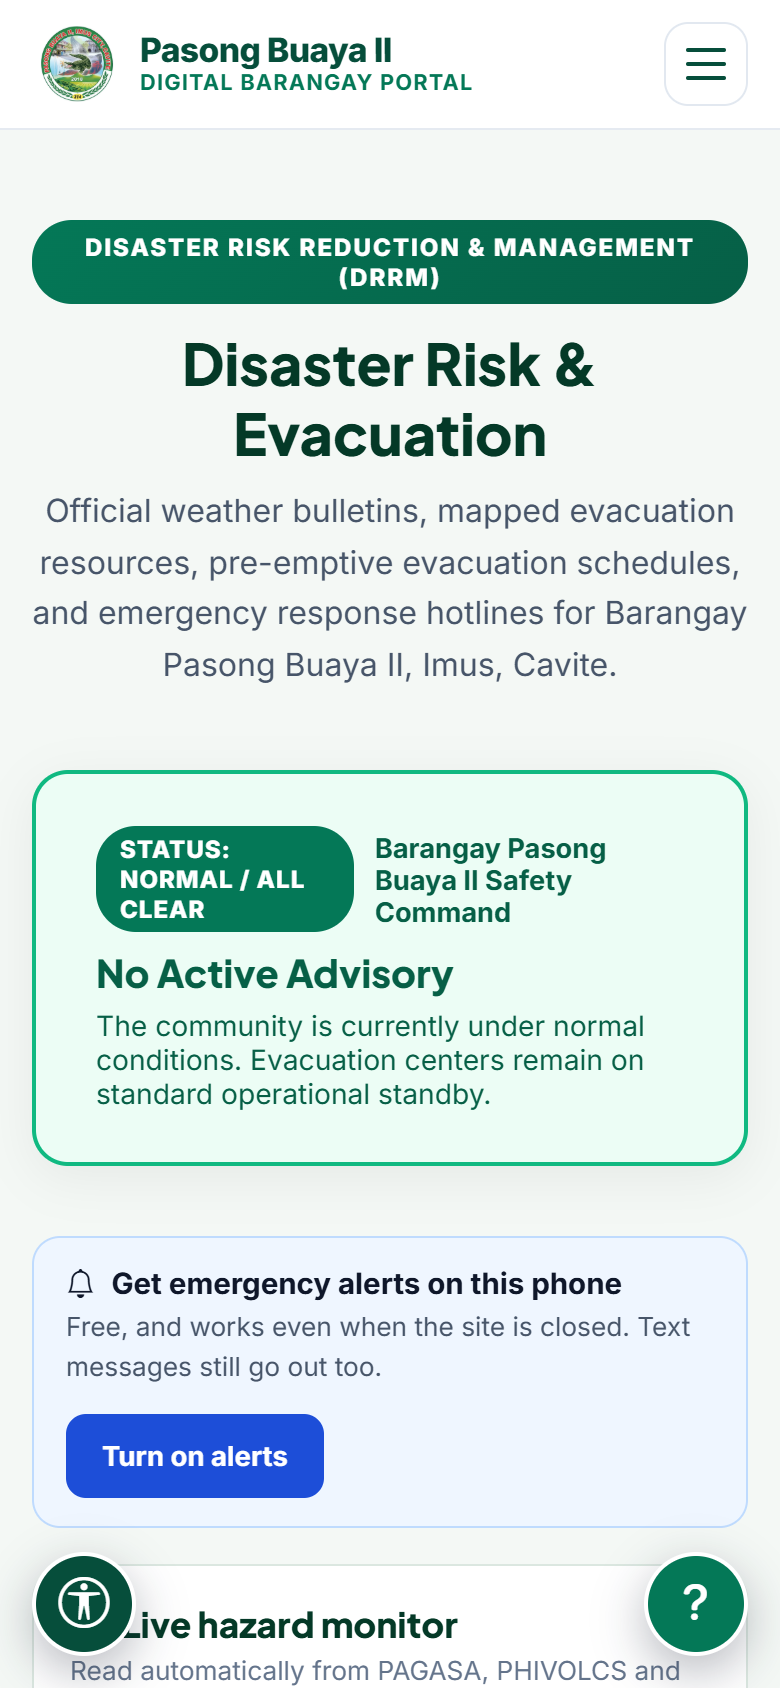 Pasong Buaya II
DIGITAL BARANGAY PORTAL
DISASTER RISK REDUCTION & MANAGEMENT
(DRRM)
Disaster Risk &
Evacuation
Official weather bulletins, mapped evacuation
resources, pre-emptive evacuation schedules,
and emergency response hotlines for Barangay
Pasong Buaya II, Imus, Cavite.
STATUS:
NORMAL / ALL
CLEAR
Barangay Pasong
Buaya II Safety
Command
No Active Advisory
The community is currently under normal
conditions. Evacuation centers remain on
standard operational standby.
Get emergency alerts on this phone
Free, and works even when the site is closed. Text
messages still go out too.
Turn on alerts
Live hazard monitor
?
Read automatically from PAGASA, PHIVOLCS and